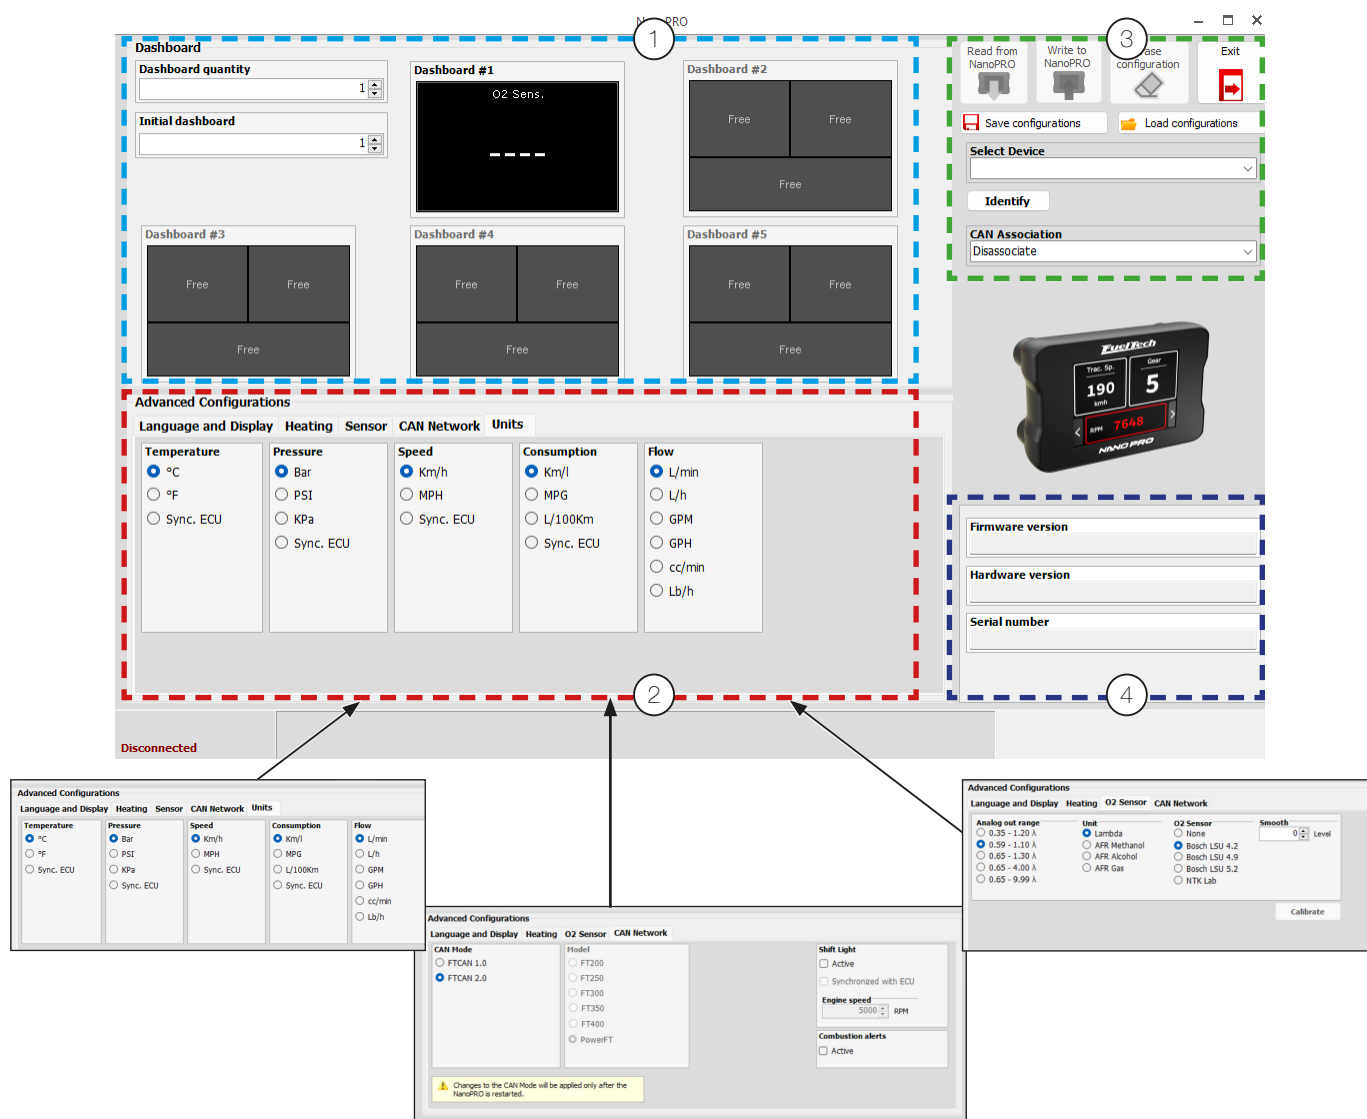 PRO
1
3
Dashboard
Dashboard quantity
1
Initial dashboard
1
Dashboard #1
O2 Sens.
----
Dashboard #2
Free
Free
Free
Dashboard #3
Free
Free
Free
Dashboard #4
Free
Free
Free
Dashboard #5
Free
Free
Free
Read from
NanoPRO
Write to
NanoPRO
configuration
Exit
Save configurations
Load configurations
Select Device
Identify
CAN Association
Disassociate
FuelTech
Trac. Sp.
190
kmh
Gear
5
< RPM 7648 >
NANO PRO
Advanced Configurations
Language and Display Heating Sensor CAN Network Units
Temperature
°C
°F
Sync. ECU
Pressure
Bar
PSI
KPa
Sync. ECU
Speed
Km/h
MPH
Sync. ECU
Consumption
Km/l
MPG
L/100Km
Sync. ECU
Flow
L/min
L/h
GPM
GPH
cc/min
Lb/h
2
Firmware version
Hardware version
Serial number
4
Disconnected
Advanced Configurations
Language and Display Heating Sensor CAN Network Units
Temperature
°C
°F
Sync. ECU
Pressure
Bar
PSI
KPa
Sync. ECU
Speed
Km/h
MPH
Sync. ECU
Consumption
Km/l
MPG
L/100Km
Sync. ECU
Flow
L/min
L/h
GPM
GPH
cc/min
Lb/h
Advanced Configurations
Language and Display Heating O2 Sensor CAN Network
CAN Mode
FTCAN 1.0
FTCAN 2.0
Model
FT200
FT250
FT300
FT350
FT400
PowerFT
Shift Light
Active
Synchronized with ECU
Engine speed
5000 RPM
Combustion alerts
Active
Changes to the CAN Mode will be applied only after the
NanoPRO is restarted.
Advanced Configurations
Language and Display Heating O2 Sensor CAN Network
Analog out range
0.35 - 1.20 λ
0.59 - 1.10 λ
0.65 - 1.30 λ
0.65 - 4.00 λ
0.65 - 9.99 λ
Unit
Lambda
AFR Methanol
AFR Alcohol
AFR Gas
O2 Sensor
None
Bosch LSU 4.2
Bosch LSU 4.9
Bosch LSU 5.2
NTK Lab
Smooth
0 Level
Calibrate